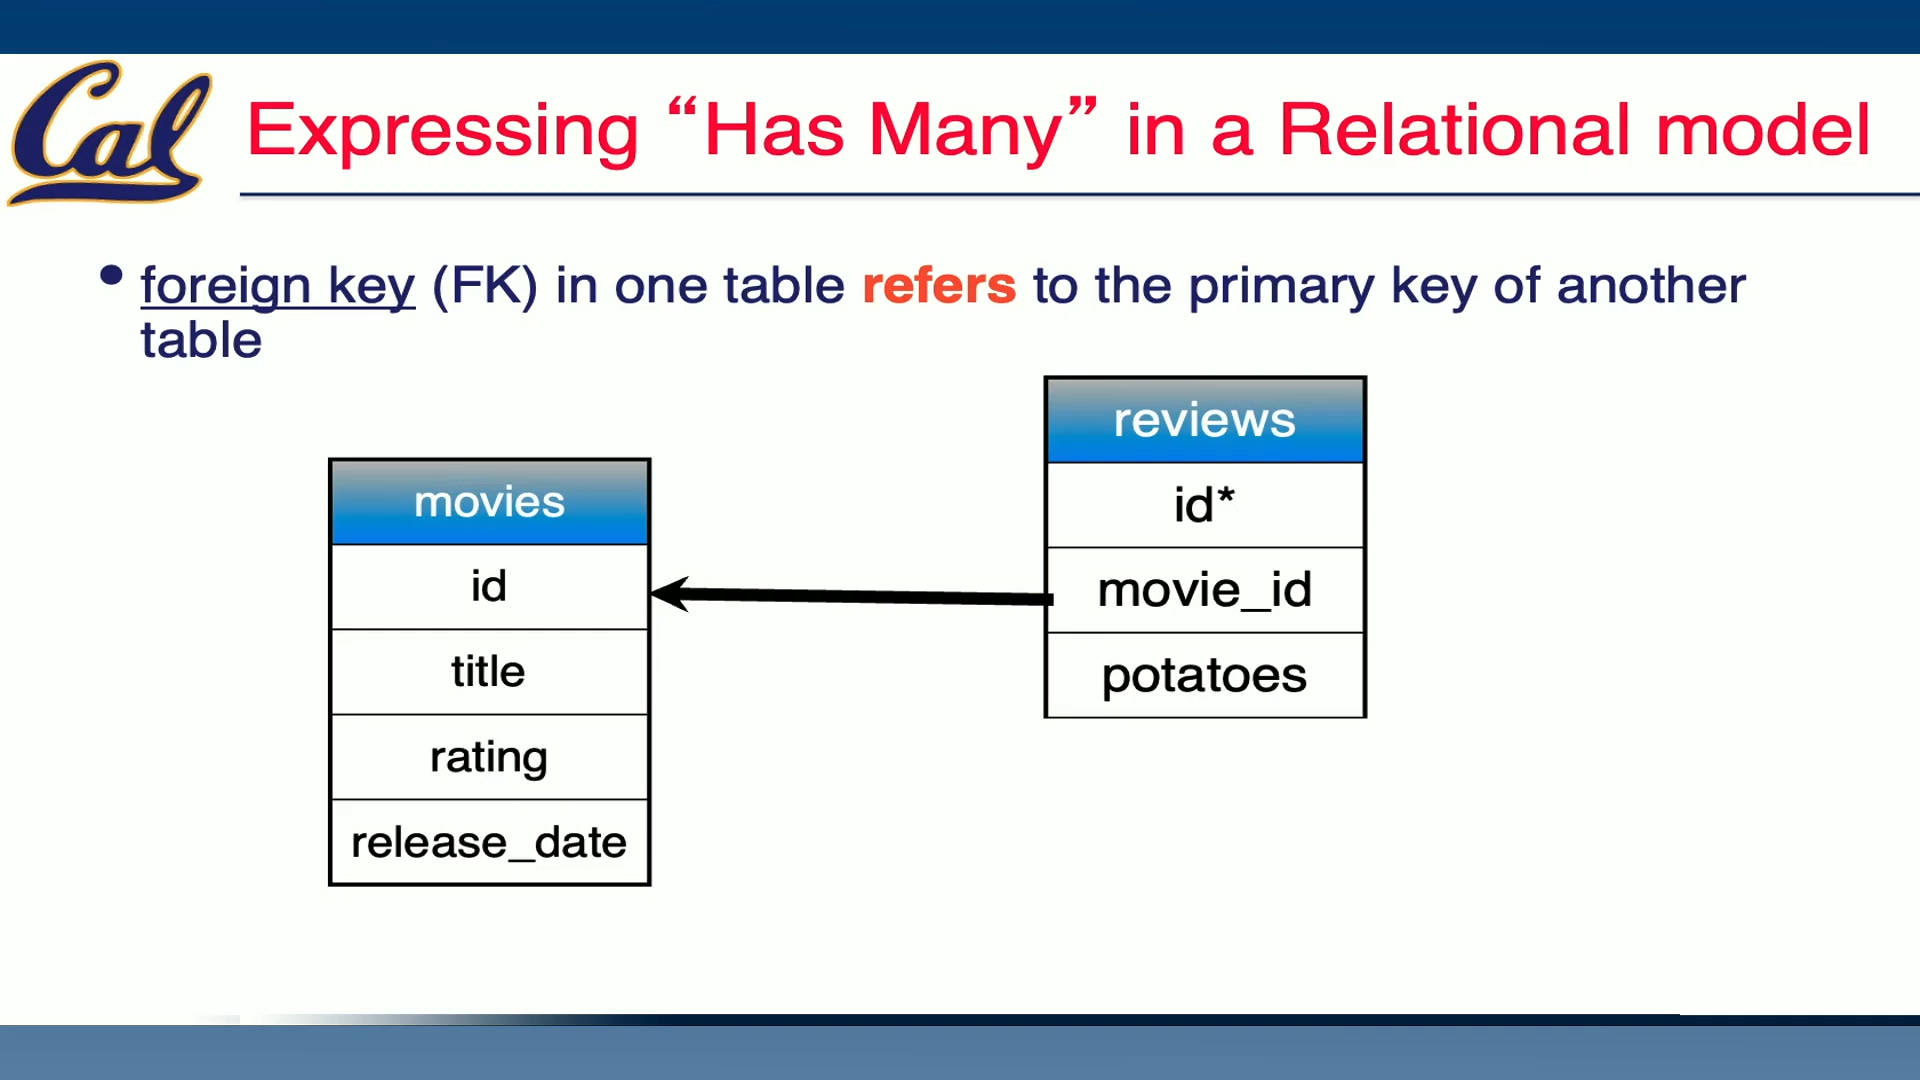 Cal
Expressing “Has Many” in a Relational model
• foreign key (FK) in one table refers to the primary key of another
table
movies
id
title
rating
release_date
reviews
id*
movie_id
potatoes